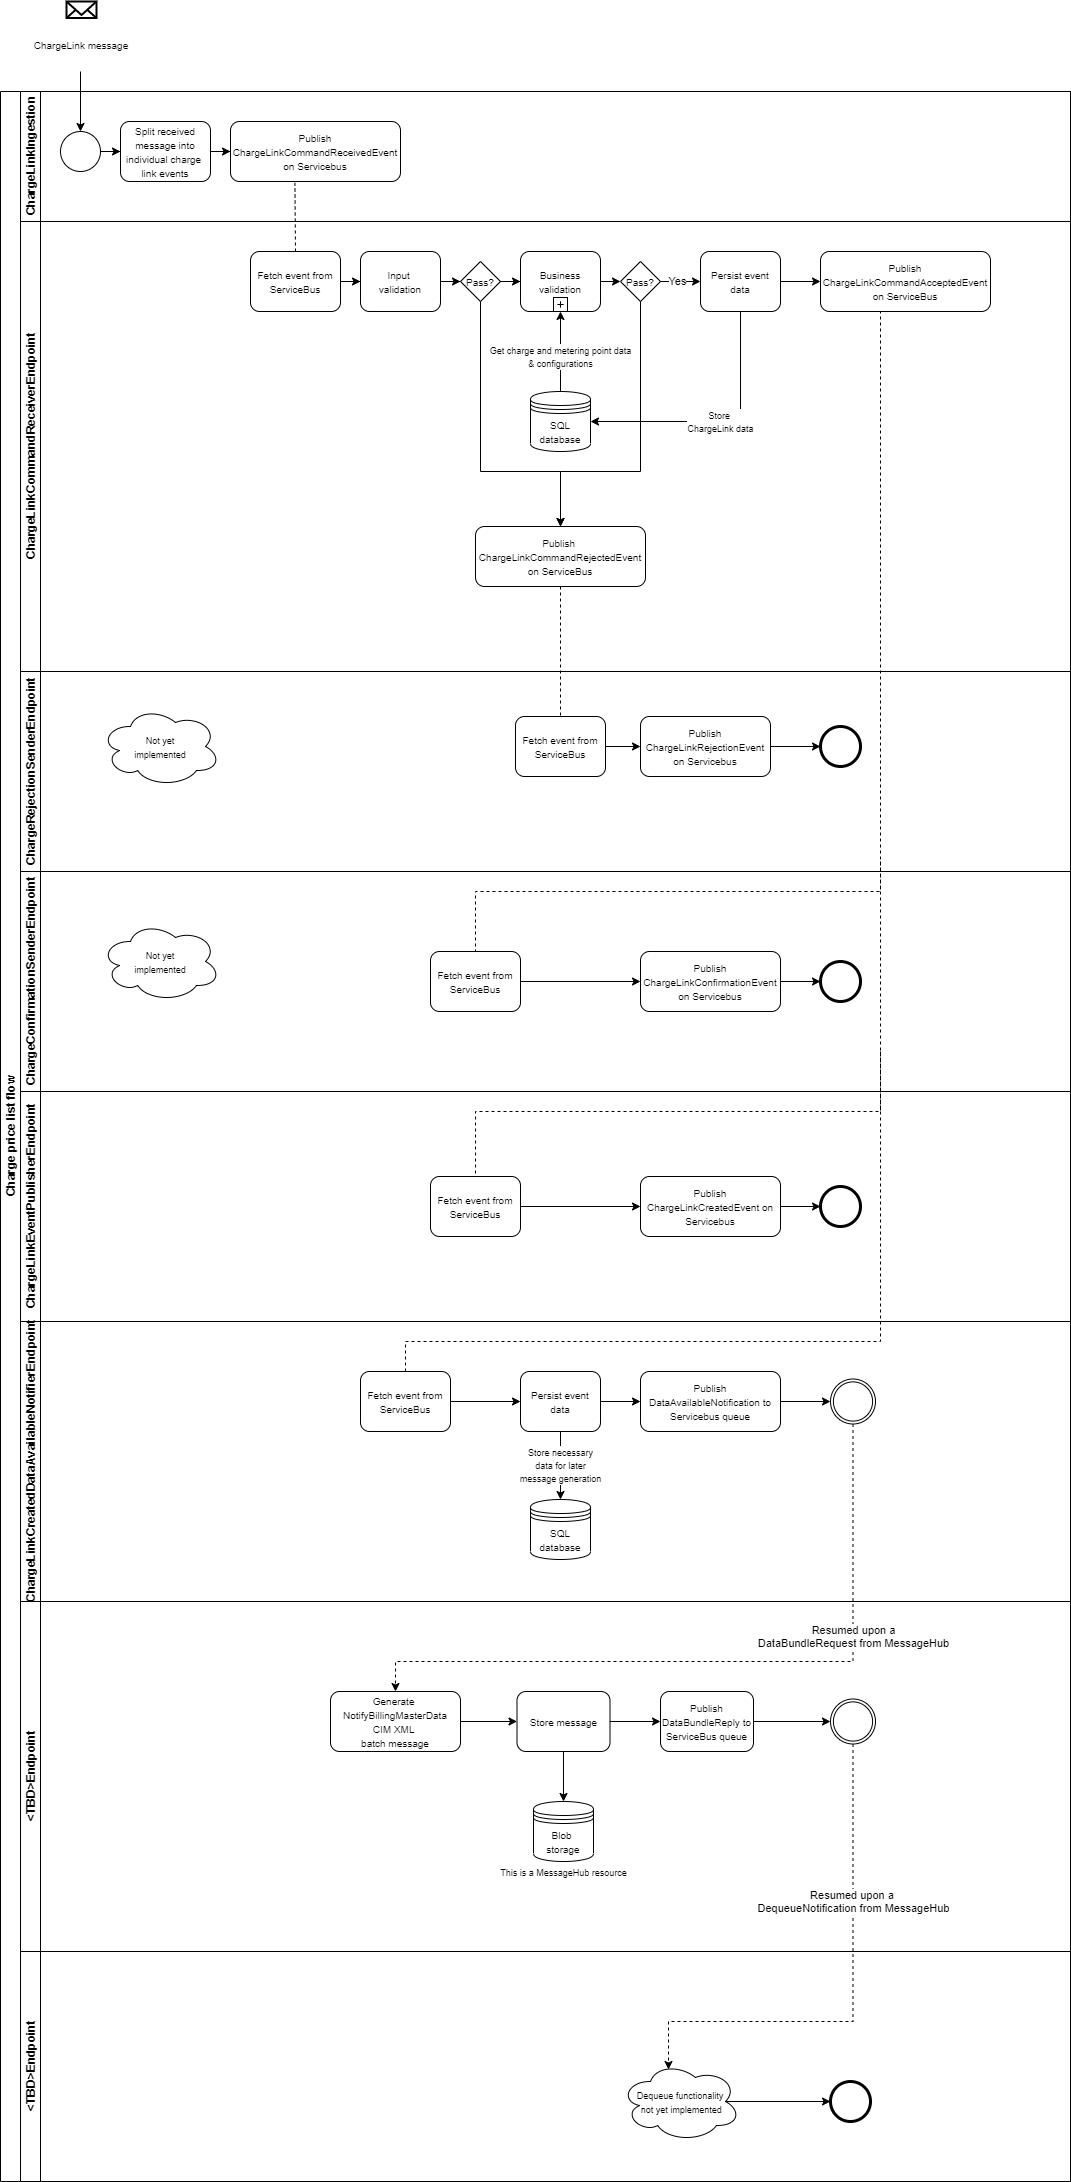 ChargeLink message
Charge price list flow
ChargeLinkIngestion
Split received
message into
individual charge
link events
Publish
ChargeLinkCommandReceivedEvent
on Servicebus
ChargeLinkCommandReceiverEndpoint
Fetch event from
ServiceBus
Input
validation
Pass?
Business
validation
Pass?
Yes
Persist event
data
Publish
ChargeLinkCommandAcceptedEvent
on ServiceBus
Get charge and metering point data
& configurations
SQL
database
Store
ChargeLink data
Publish
ChargeLinkCommandRejectedEvent
on ServiceBus
ChargeRejectionSenderEndpoint
Not yet
implemented
Fetch event from
ServiceBus
Publish
ChargeLinkRejectionEvent
on Servicebus
ChargeConfirmationSenderEndpoint
Not yet
implemented
Fetch event from
ServiceBus
Publish
ChargeLinkConfirmationEvent
on Servicebus
ChargeLinkEventPublisherEndpoint
Fetch event from
ServiceBus
Publish
ChargeLinkCreatedEvent on
Servicebus
ChargeLinkCreatedDataAvailableNotifierEndpoint
Fetch event from
ServiceBus
Persist event
data
Publish
DataAvailableNotification to
Servicebus queue
Store necessary
data for later
message generation
SQL
database
<TBD>Endpoint
Resumed upon a
DataBundleRequest from MessageHub
Generate
NotifyBillingMasterData
CIM XML
batch message
Store message
Publish
DataBundleReply to
ServiceBus queue
Blob
storage
This is a MessageHub resource
Resumed upon a
DequeueNotification from MessageHub
<TBD>Endpoint
Dequeue functionality
not yet implemented